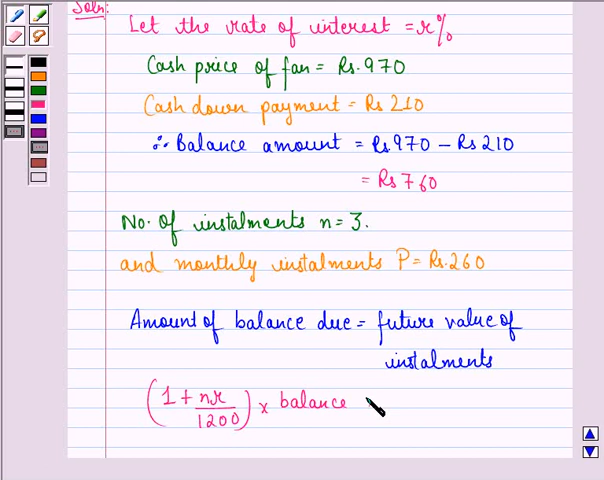 Soln:
Let the rate of interest = r%
Cash price of fan = Rs. 970
Cash down payment = Rs 210
∴ Balance amount = Rs. 970 - Rs 210
= Rs 760
No. of instalments n = 3.
and monthly instalments P = Rs. 260
Amount of balance due = future value of
instalments
(1 + nr/1200) × balance